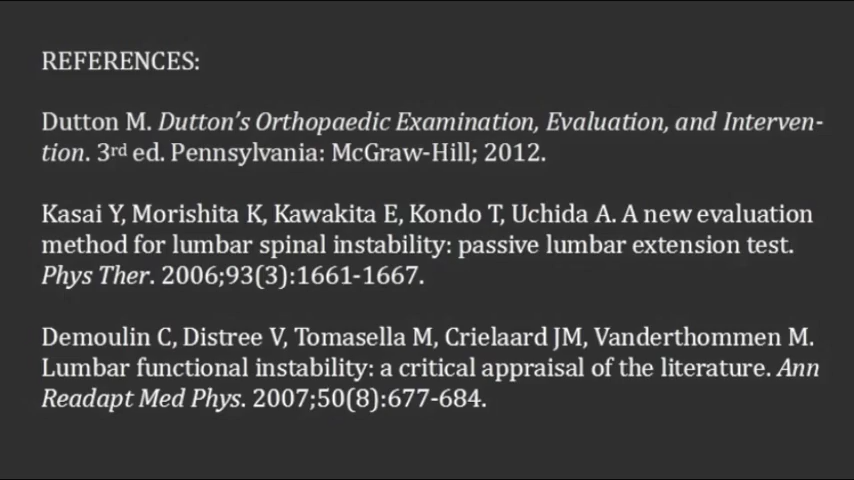 REFERENCES:
Dutton M. Dutton's Orthopaedic Examination, Evaluation, and Interven-
tion. 3rd ed. Pennsylvania: McGraw-Hill; 2012.
Kasai Y, Morishita K, Kawakita E, Kondo T, Uchida A. A new evaluation
method for lumbar spinal instability: passive lumbar extension test.
Phys Ther. 2006;93(3):1661-1667.
Demoulin C, Distree V, Tomasella M, Crielaard JM, Vanderthommen M.
Lumbar functional instability: a critical appraisal of the literature. Ann
Readapt Med Phys. 2007;50(8):677-684.